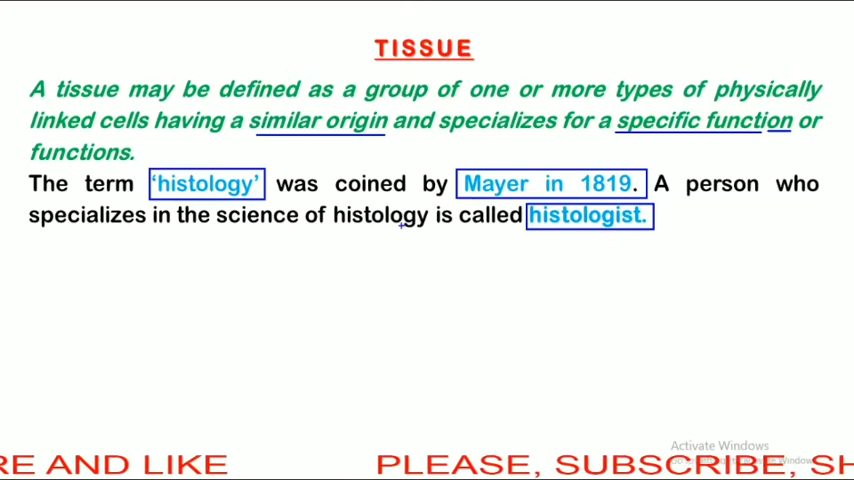 TISSUE
A tissue may be defined as a group of one or more types of physically
linked cells having a similar origin and specializes for a specific function or
functions.
The term 'histology' was coined by Mayer in 1819. A person who
specializes in the science of histology is called histologist.
Activate Windows
RE AND LIKE PLEASE, SUBSCRIBE, SH